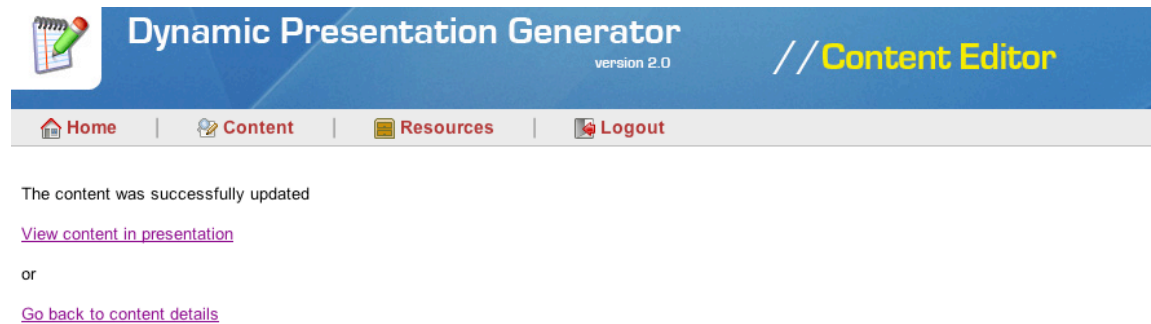 Dynamic Presentation Generator
version 2.0
//Content Editor
Home | Content | Resources | Logout
The content was successfully updated
View content in presentation
or
Go back to content details